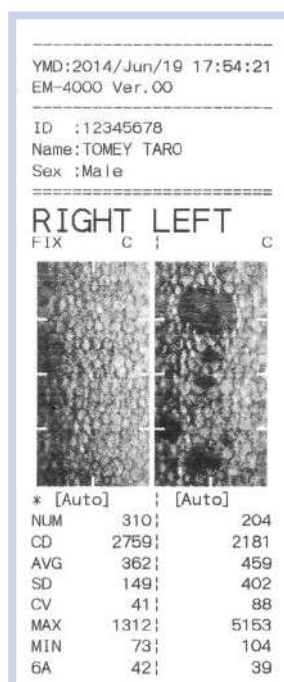 YMD:2014/Jun/19 17:54:21
EM-4000 Ver.00
ID :12345678
Name:TOMEY TARO
Sex :Male
RIGHT LEFT
FIX C ¦ C
* [Auto] ¦ [Auto]
NUM 310¦ 204
CD 2759¦ 2181
AVG 362¦ 459
SD 149¦ 402
CV 41¦ 88
MAX 1312¦ 5153
MIN 73¦ 104
6A 42¦ 39